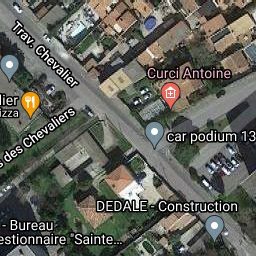 Trav. Chevalier
Curci Antoine
lier
izza
s des Chevaliers
car podium 13
DEDALE - Construction
- Bureau
estionnaire "Sainte...